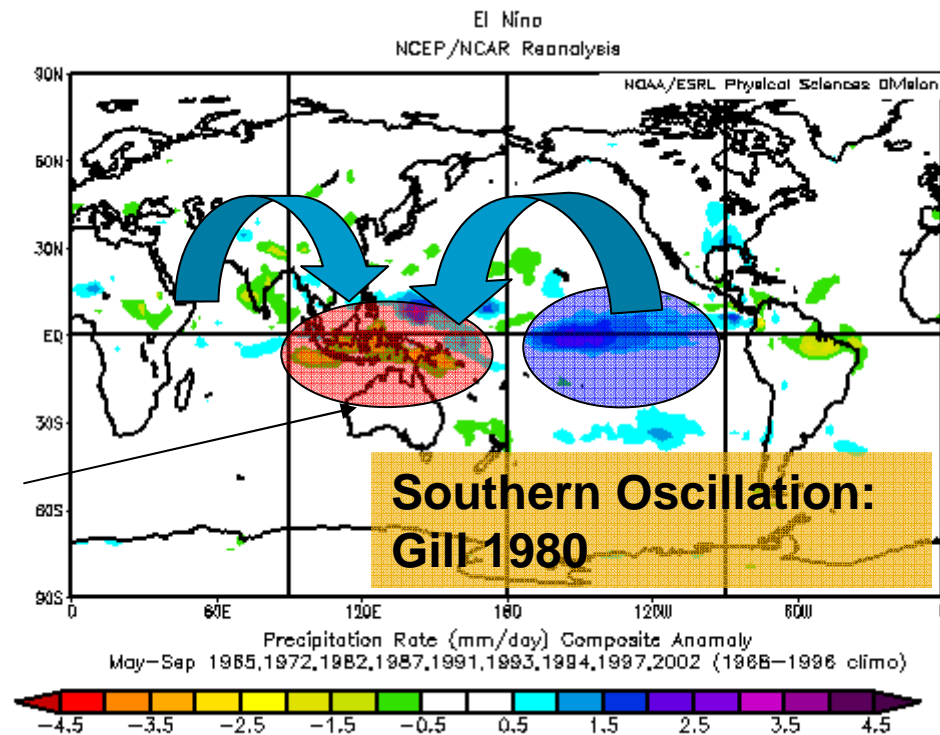 El Nino
NCEP/NCAR Reanalysis
NOAA/ESRL Physical Sciences Division
90N
60N
30N
EQ
30S
60S
90S
Southern Oscillation:
Gill 1980
0 60E 120E 180 120W 60W 0
Precipitation Rate (mm/day) Composite Anomaly
May-Sep 1965,1972,1982,1987,1991,1993,1994,1997,2002 (1968-1996 climo)
-4.5 -3.5 -2.5 -1.5 -0.5 0.5 1.5 2.5 3.5 4.5